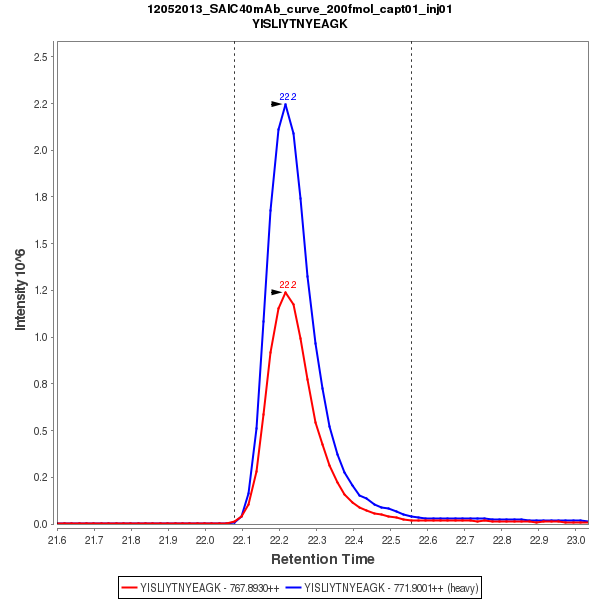 12052013_SAIC40mAb_curve_200fmol_capt01_inj01
YISLIYTNYEAGK
2.5
2.2
2.0
1.8
1.5
1.2
1.0
0.8
0.5
0.2
0.0
Intensity 10^6
22.2
22.2
21.6 21.7 21.8 21.9 22.0 22.1 22.2 22.3 22.4 22.5 22.6 22.7 22.8 22.9 23.0
Retention Time
YISLIYTNYEAGK - 767.8930++ YISLIYTNYEAGK - 771.9001++ (heavy)